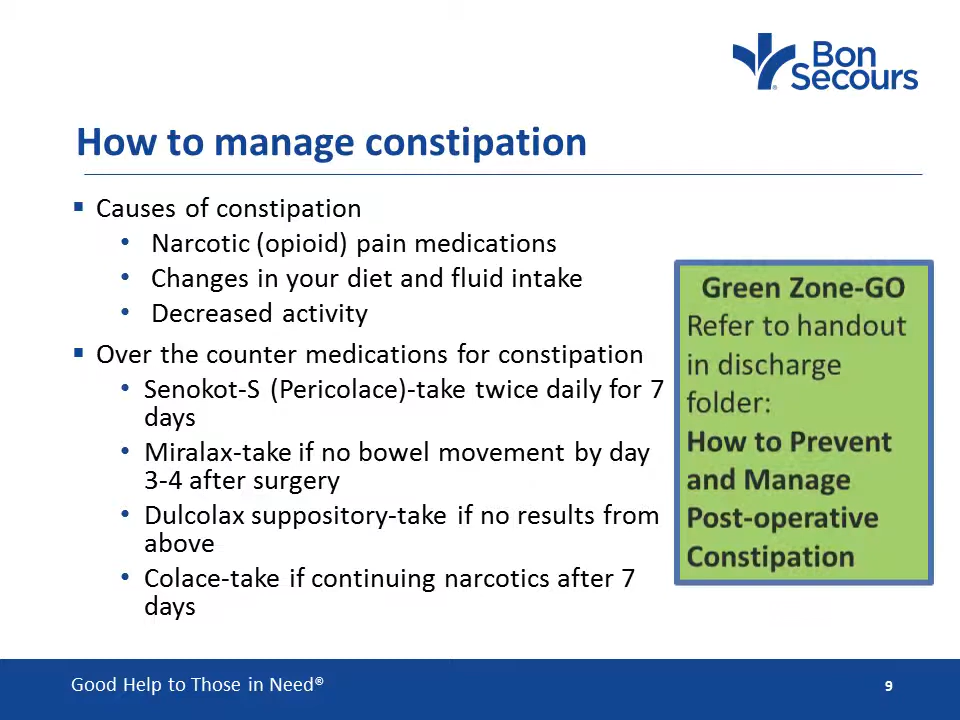 Bon
Secours
How to manage constipation
▪ Causes of constipation
• Narcotic (opioid) pain medications
• Changes in your diet and fluid intake
• Decreased activity
▪ Over the counter medications for constipation
• Senokot-S (Pericolace)-take twice daily for 7
days
• Miralax-take if no bowel movement by day
3-4 after surgery
• Dulcolax suppository-take if no results from
above
• Colace-take if continuing narcotics after 7
days
Green Zone-GO
Refer to handout
in discharge
folder:
How to Prevent
and Manage
Post-operative
Constipation
Good Help to Those in Need®
9